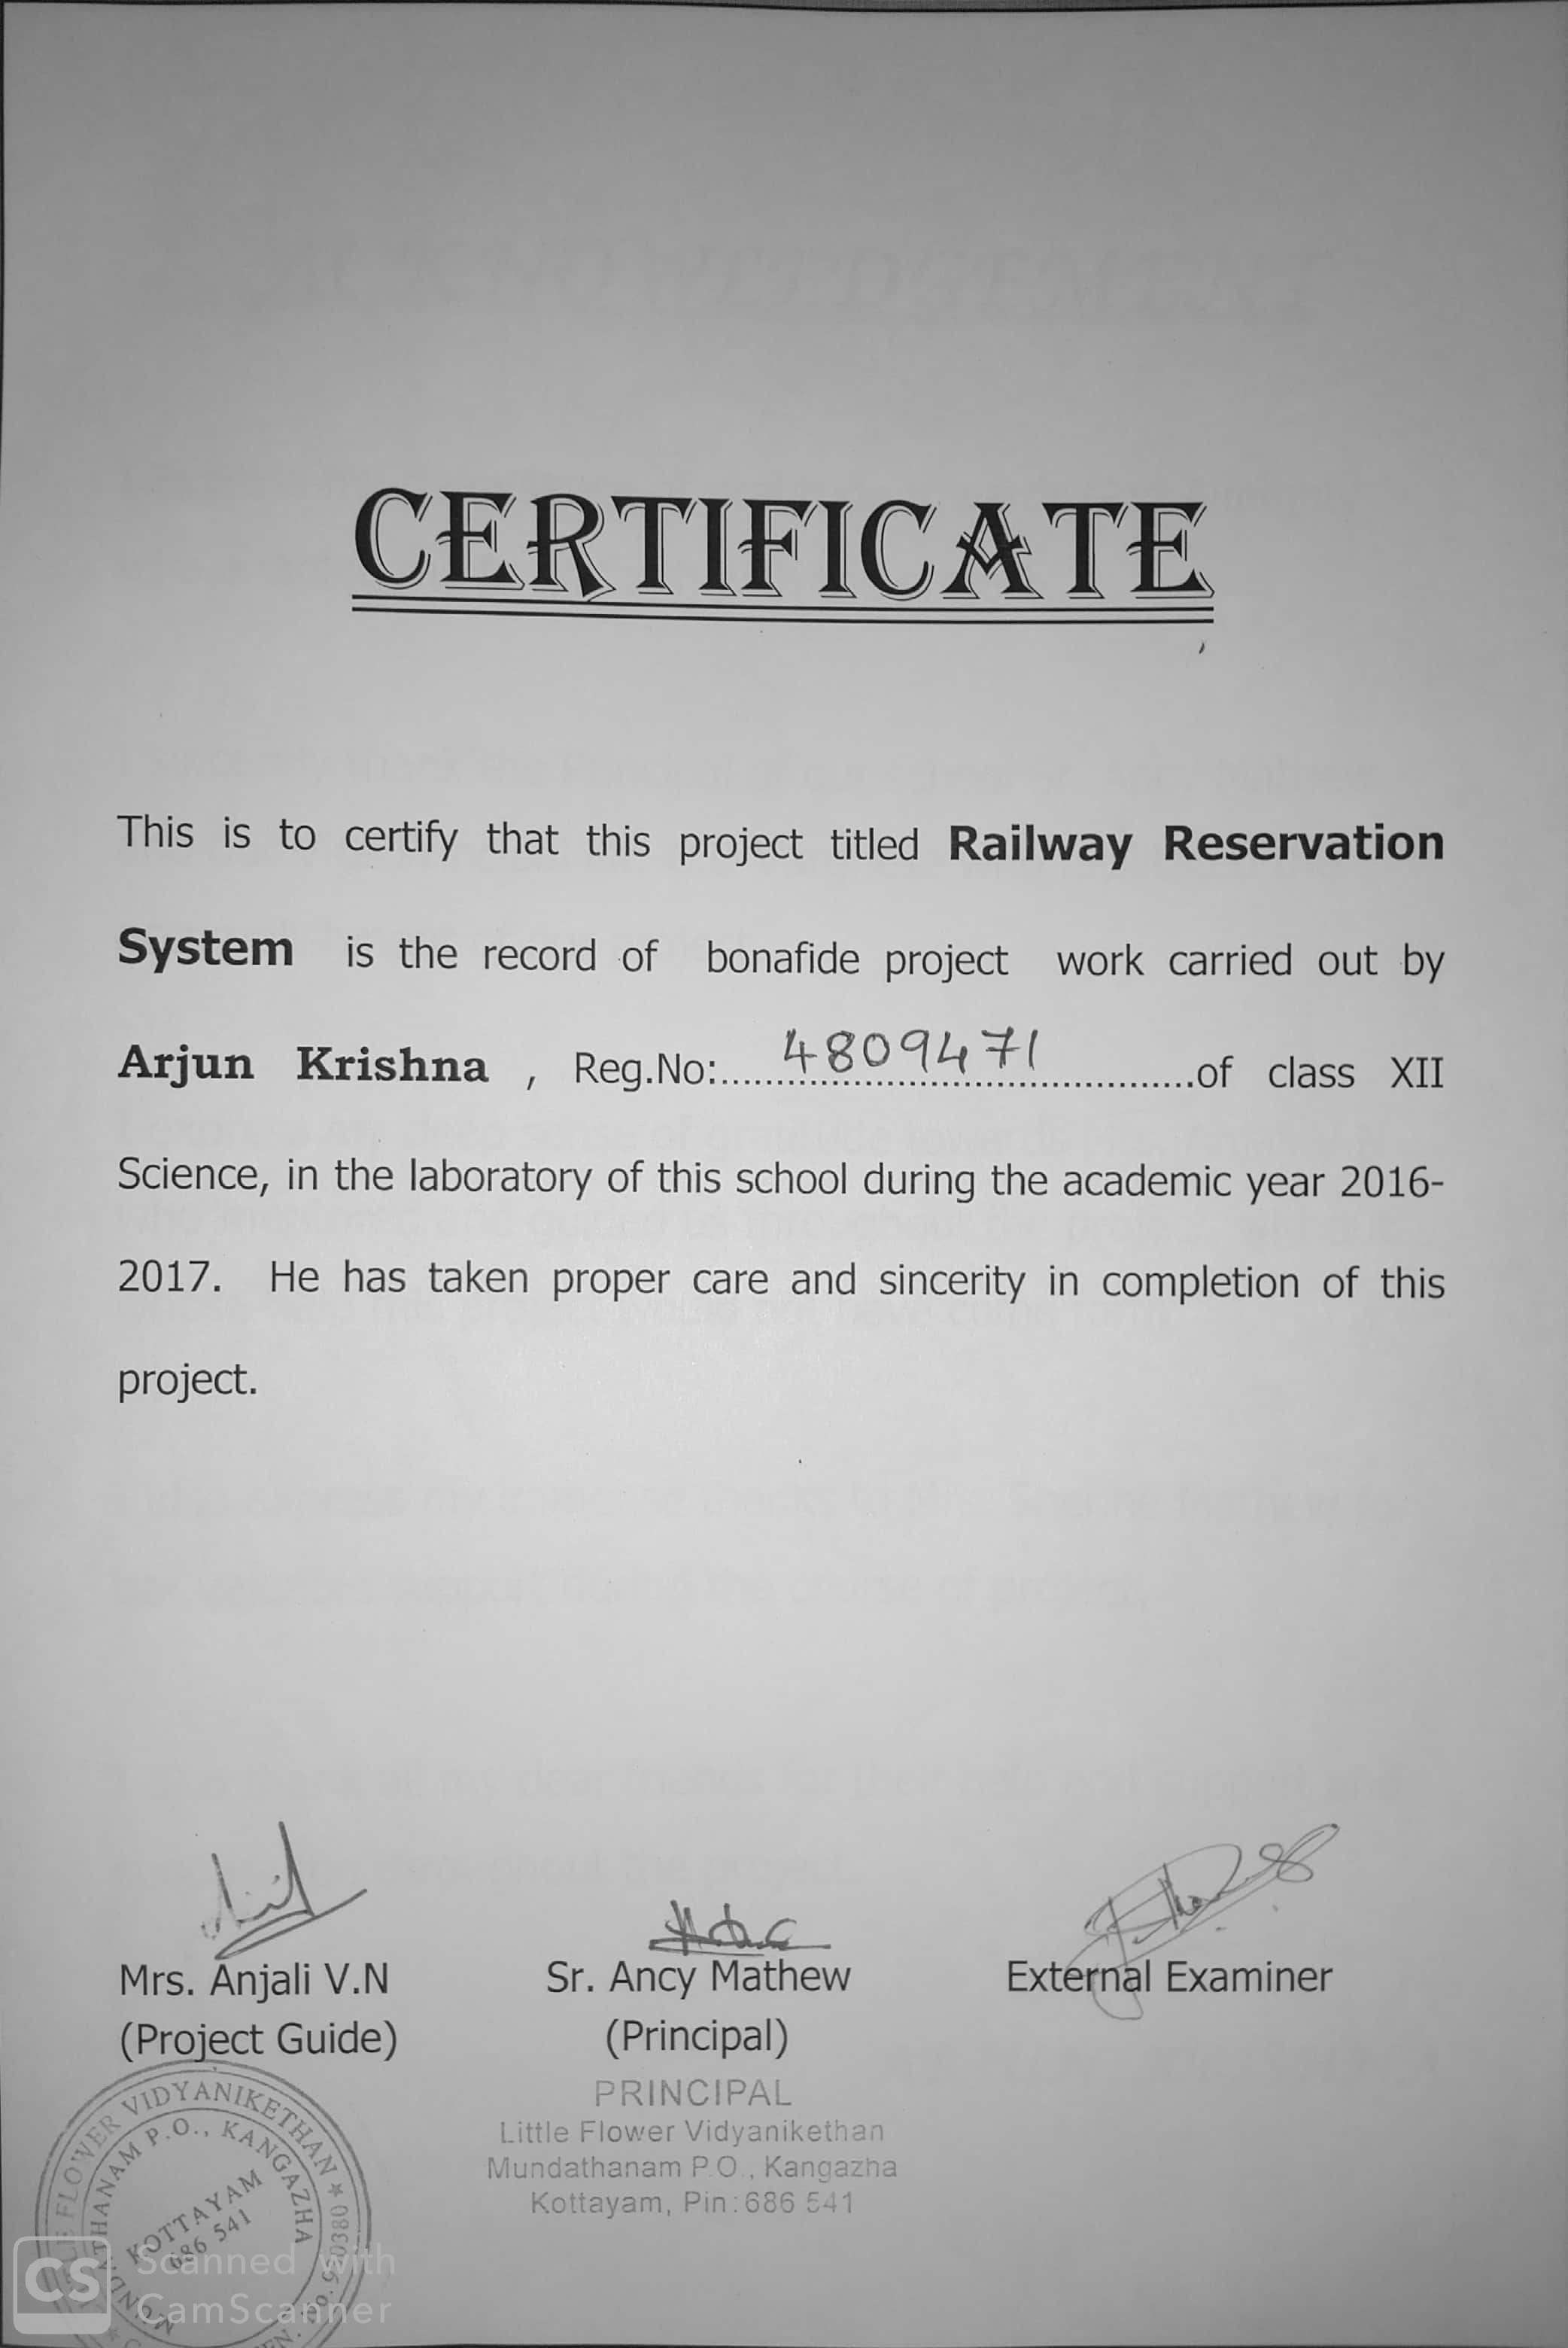 CERTIFICATE
This is to certify that this project titled Railway Reservation
System is the record of bonafide project work carried out by
Arjun Krishna , Reg.No:..........4809471..........of class XII
Science, in the laboratory of this school during the academic year 2016-
2017. He has taken proper care and sincerity in completion of this
project.
Mrs. Anjali V.N
(Project Guide)
Sr. Ancy Mathew
(Principal)
External Examiner
PRINCIPAL
Little Flower Vidyanikethan
Mundathanam P.O., Kangazha
Kottayam, Pin:686 541
FLOWER VIDYANIKETHAN
P.O., KANGAZHA
KOTTAYAM
686 541
CS
Scanned with
CamScanner